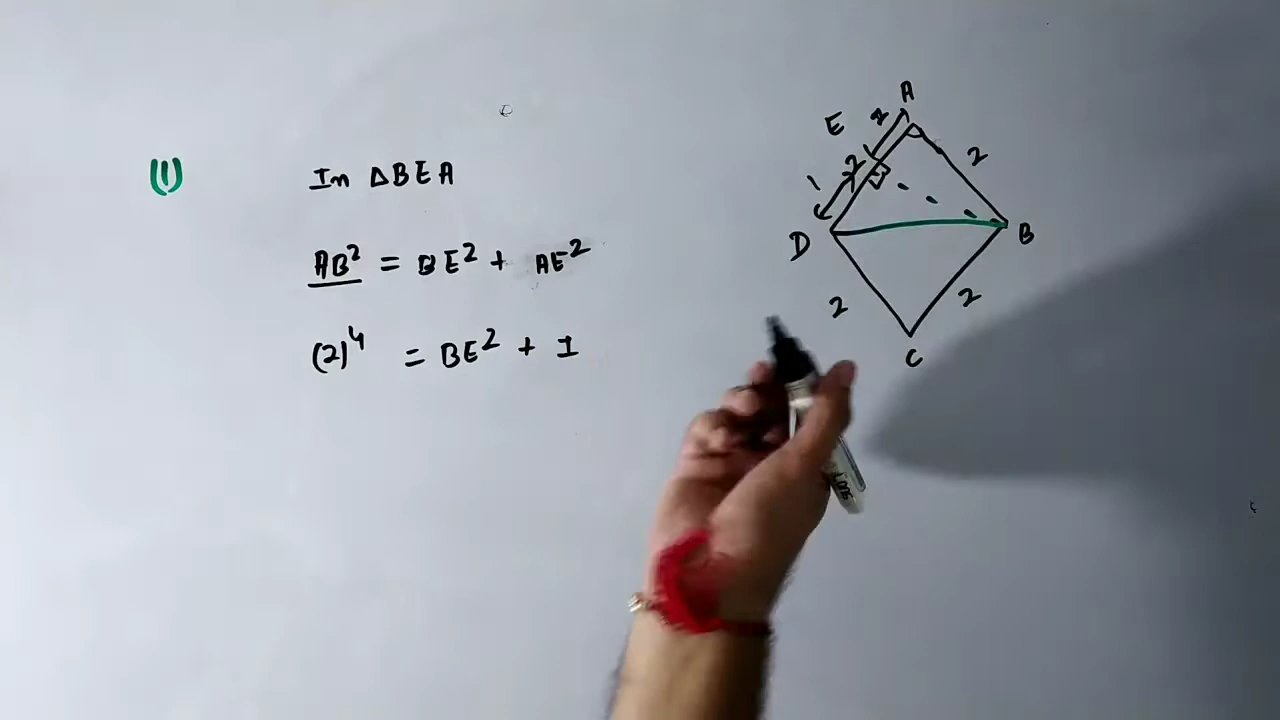 (1) In ΔBEA
AB² = BE² + AE²
(2)⁴ = BE² + 1
A
E
2
2
1
D
B
2
2
C